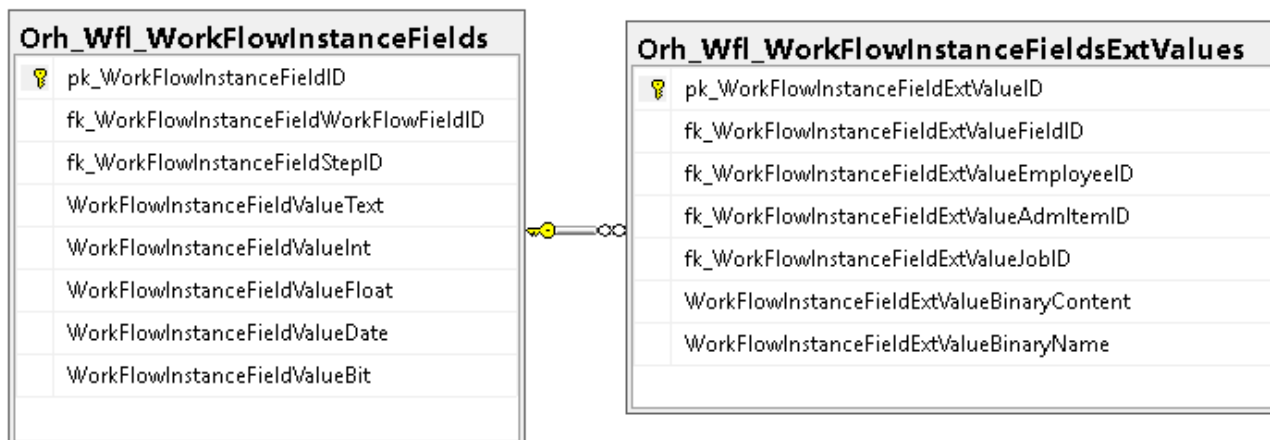 Orh_Wfl_WorkFlowInstanceFields
pk_WorkFlowInstanceFieldID
fk_WorkFlowInstanceFieldWorkFlowFieldID
fk_WorkFlowInstanceFieldStepID
WorkFlowInstanceFieldValueText
WorkFlowInstanceFieldValueInt
WorkFlowInstanceFieldValueFloat
WorkFlowInstanceFieldValueDate
WorkFlowInstanceFieldValueBit
Orh_Wfl_WorkFlowInstanceFieldsExtValues
pk_WorkFlowInstanceFieldExtValueID
fk_WorkFlowInstanceFieldExtValueFieldID
fk_WorkFlowInstanceFieldExtValueEmployeeID
fk_WorkFlowInstanceFieldExtValueAdmItemID
fk_WorkFlowInstanceFieldExtValueJobID
WorkFlowInstanceFieldExtValueBinaryContent
WorkFlowInstanceFieldExtValueBinaryName